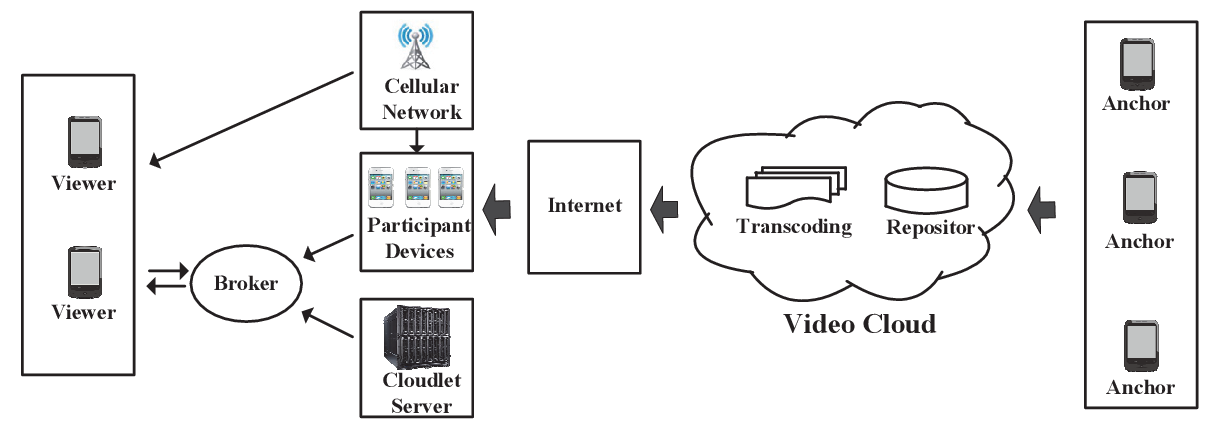 Cellular
Network
Viewer
Viewer
Broker
Participant
Devices
Cloudlet
Server
Internet
Transcoding
Repositor
Video Cloud
Anchor
Anchor
Anchor